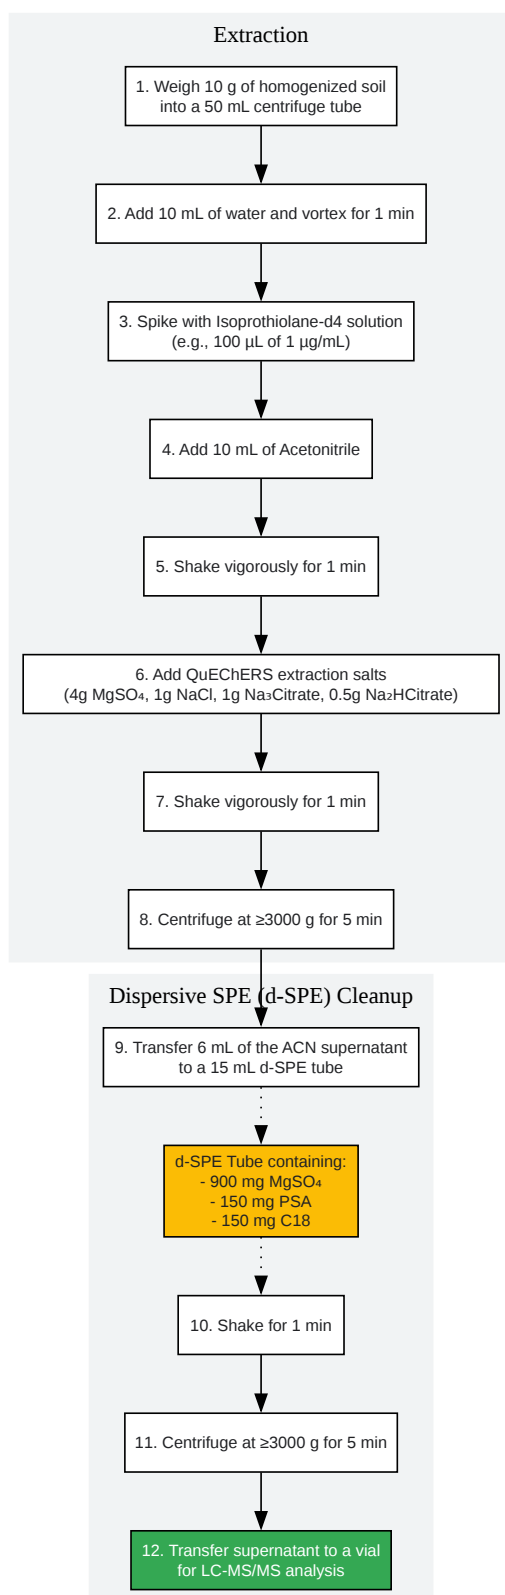 Extraction
1. Weigh 10 g of homogenized soil
into a 50 mL centrifuge tube
2. Add 10 mL of water and vortex for 1 min
3. Spike with Isoprothiolane-d4 solution
(e.g., 100 µL of 1 µg/mL)
4. Add 10 mL of Acetonitrile
5. Shake vigorously for 1 min
6. Add QuEChERS extraction salts
(4g MgSO₄, 1g NaCl, 1g Na₃Citrate, 0.5g Na₂HCitrate)
7. Shake vigorously for 1 min
8. Centrifuge at ≥3000 g for 5 min
Dispersive SPE (d-SPE) Cleanup
9. Transfer 6 mL of the ACN supernatant
to a 15 mL d-SPE tube
d-SPE Tube containing:
- 900 mg MgSO₄
- 150 mg PSA
- 150 mg C18
10. Shake for 1 min
11. Centrifuge at ≥3000 g for 5 min
12. Transfer supernatant to a vial
for LC-MS/MS analysis